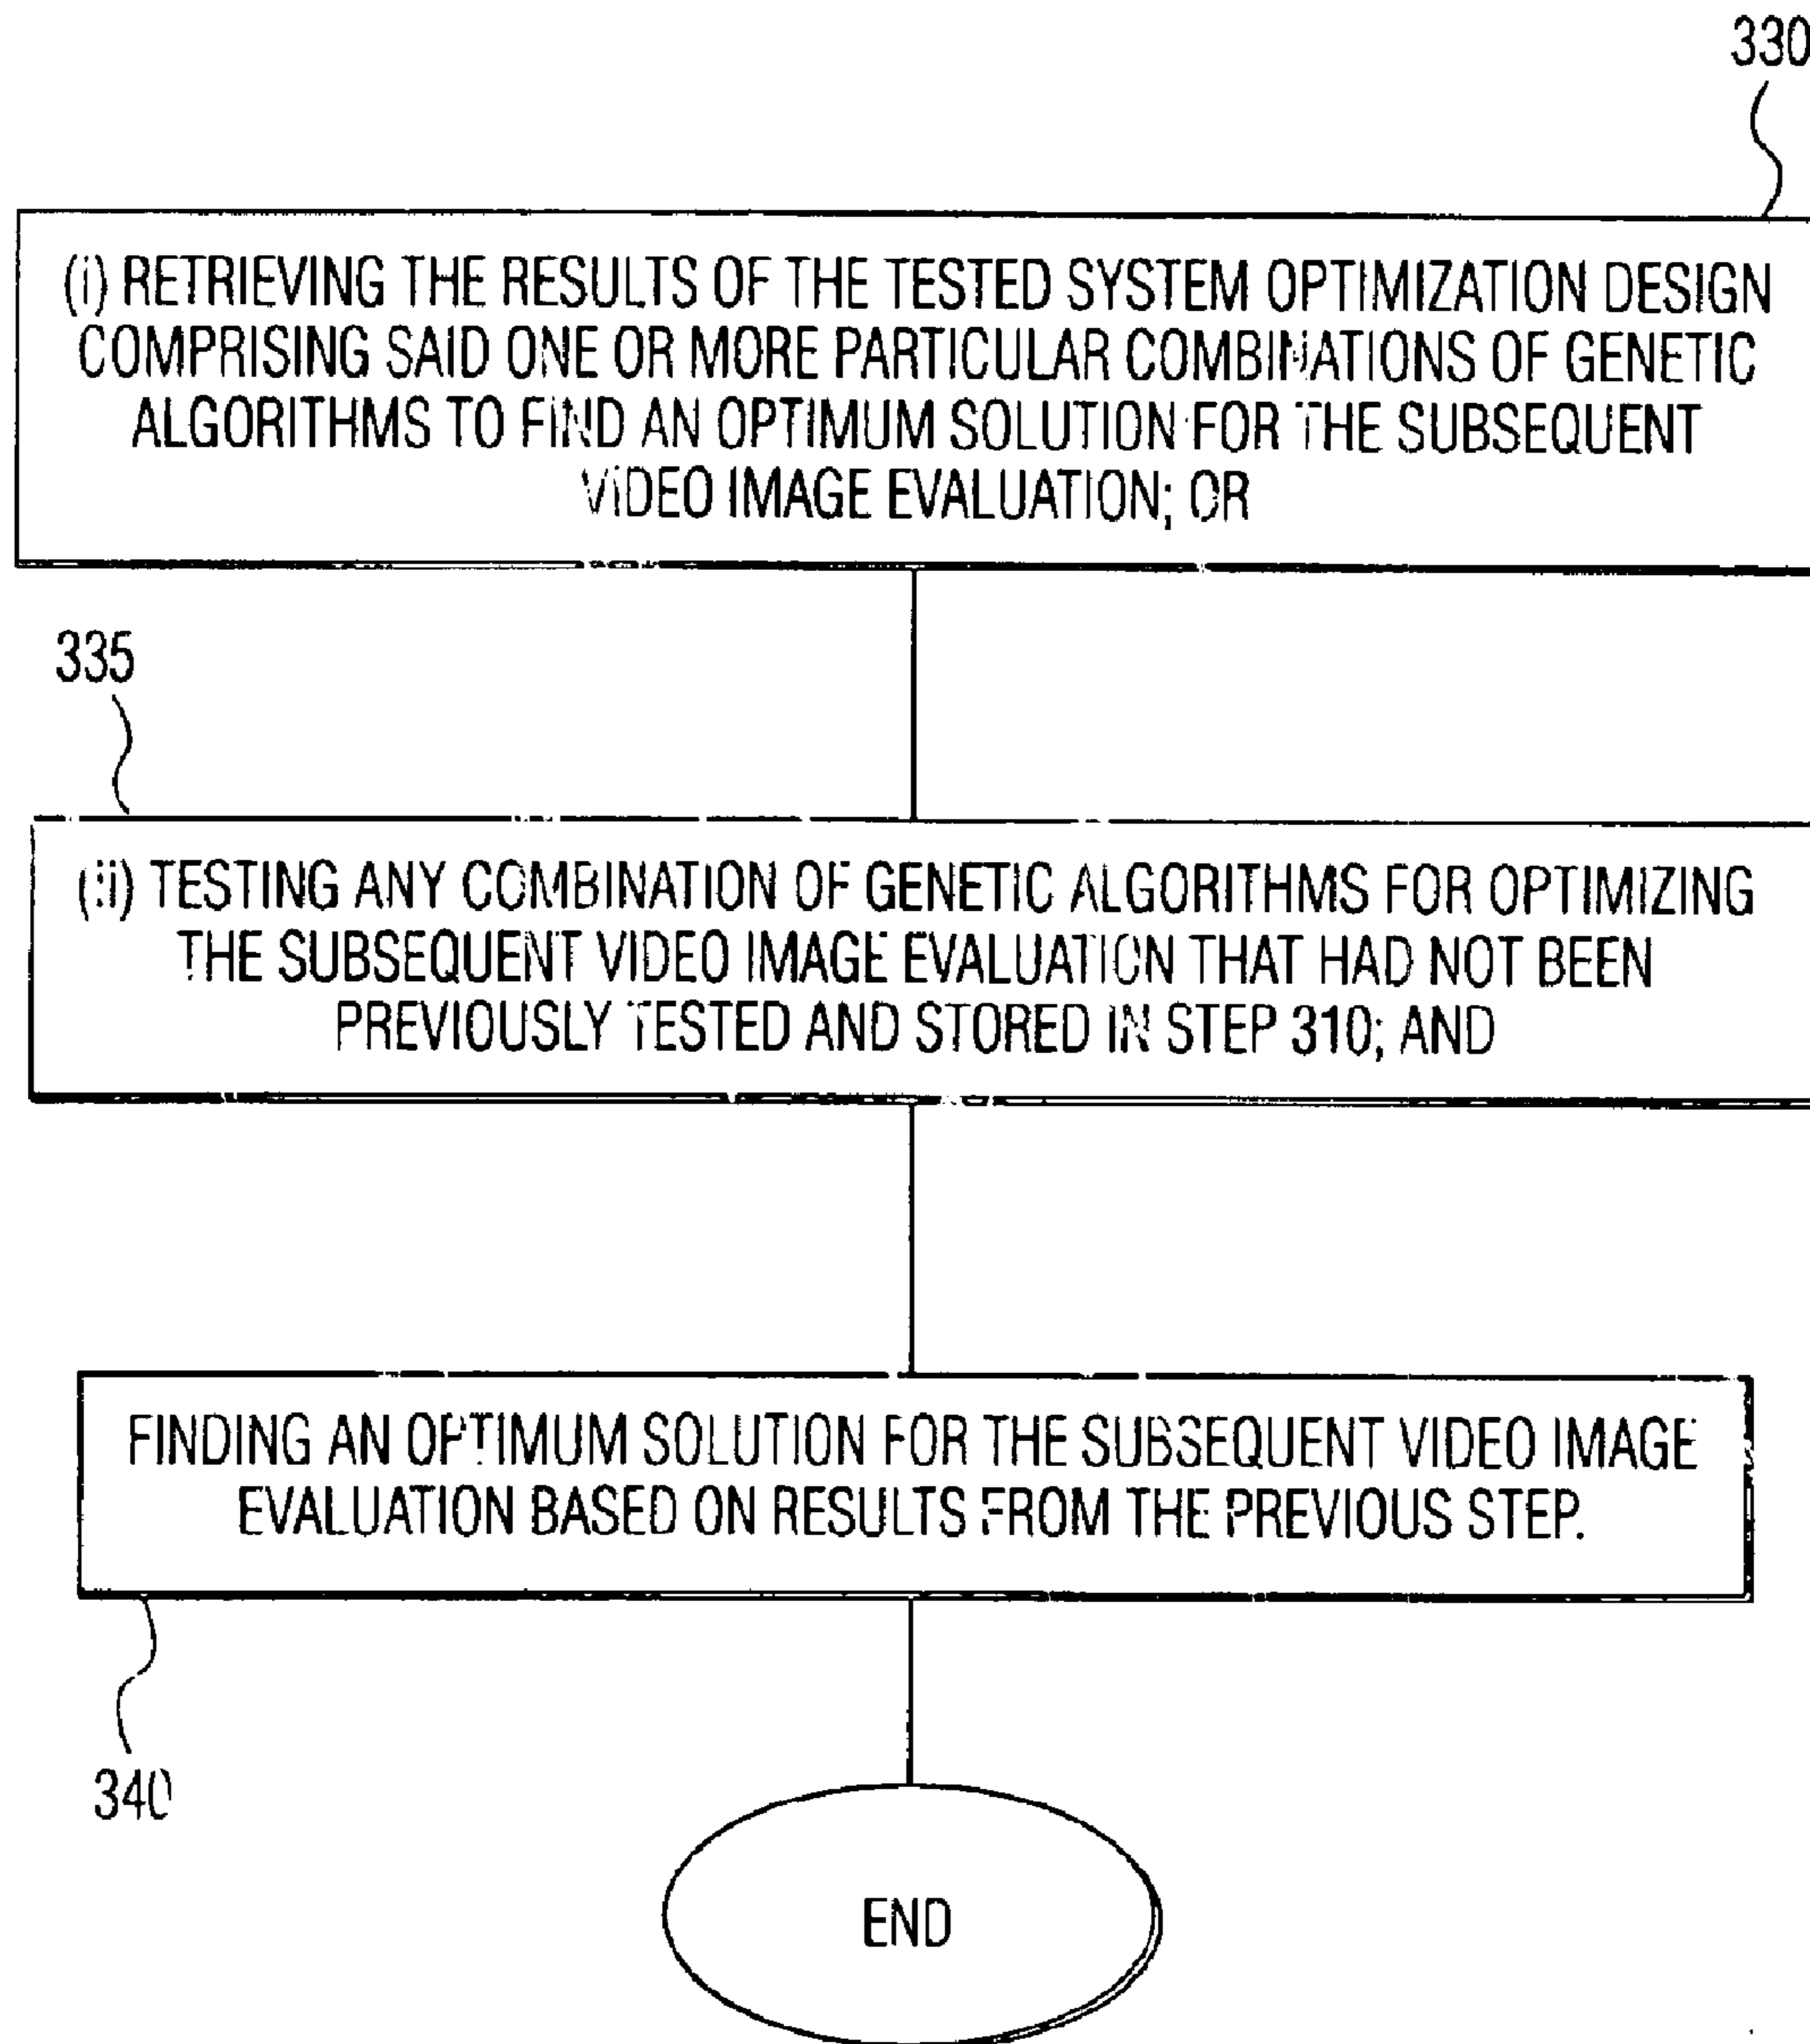 330
(i) RETRIEVING THE RESULTS OF THE TESTED SYSTEM OPTIMIZATION DESIGN
COMPRISING SAID ONE OR MORE PARTICULAR COMBINATIONS OF GENETIC
ALGORITHMS TO FIND AN OPTIMUM SOLUTION FOR THE SUBSEQUENT
VIDEO IMAGE EVALUATION; OR
335
(ii) TESTING ANY COMBINATION OF GENETIC ALGORITHMS FOR OPTIMIZING
THE SUBSEQUENT VIDEO IMAGE EVALUATION THAT HAD NOT BEEN
PREVIOUSLY TESTED AND STORED IN STEP 310; AND
FINDING AN OPTIMUM SOLUTION FOR THE SUBSEQUENT VIDEO IMAGE
EVALUATION BASED ON RESULTS FROM THE PREVIOUS STEP.
340
END